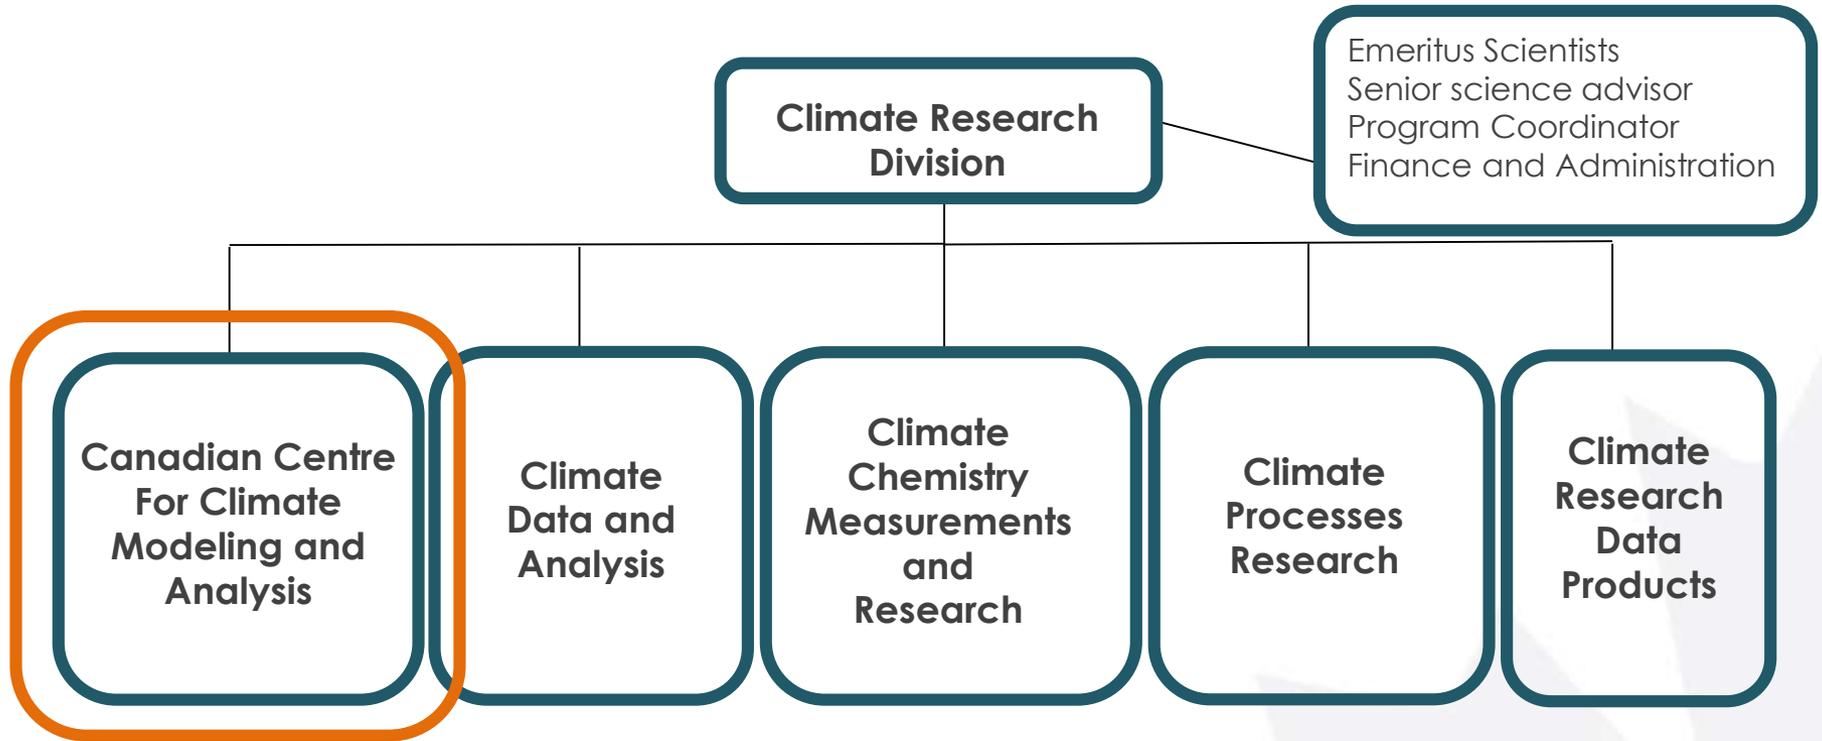 Climate Research
Division
Emeritus Scientists
Senior science advisor
Program Coordinator
Finance and Administration
Canadian Centre
For Climate
Modeling and
Analysis
Climate
Data and
Analysis
Climate
Chemistry
Measurements
and
Research
Climate
Processes
Research
Climate
Research
Data
Products